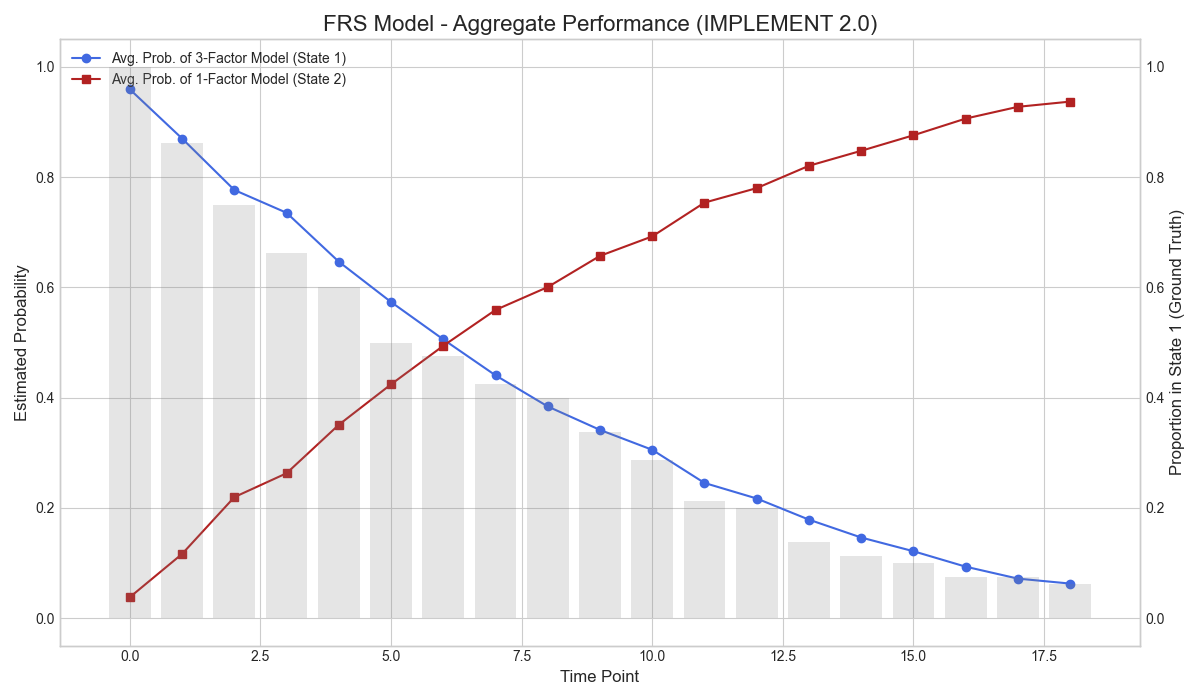 FRS Model - Aggregate Performance (IMPLEMENT 2.0)
Avg. Prob. of 3-Factor Model (State 1)
Avg. Prob. of 1-Factor Model (State 2)
Estimated Probability
1.0
0.8
0.6
0.4
0.2
0.0
1.0
0.8
0.6
0.4
0.2
0.0
Proportion in State 1 (Ground Truth)
0.0 2.5 5.0 7.5 10.0 12.5 15.0 17.5
Time Point